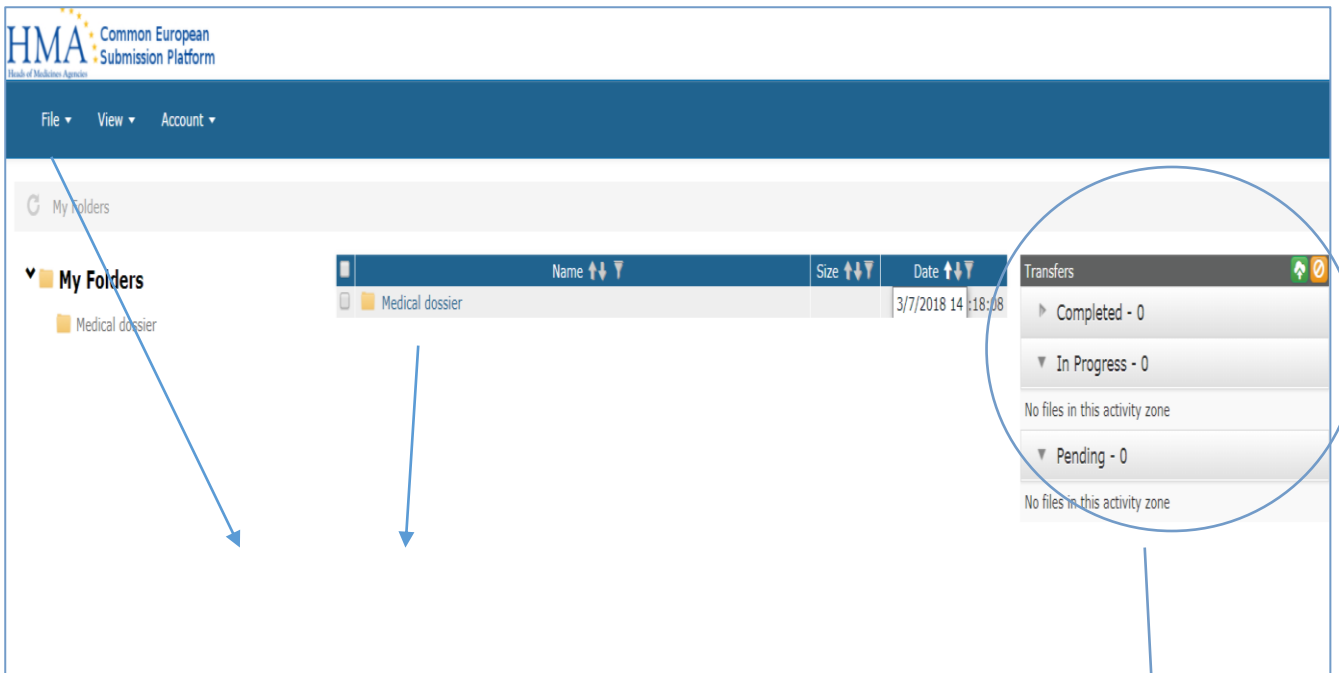 HMA Common European
Submission Platform
Heads of Medicines Agencies
File View Account
My Folders
My Folders
Medical dossier
Name Size Date
Medical dossier 3/7/2018 14 :18:08
Transfers
Completed - 0
In Progress - 0
No files in this activity zone
Pending - 0
No files in this activity zone